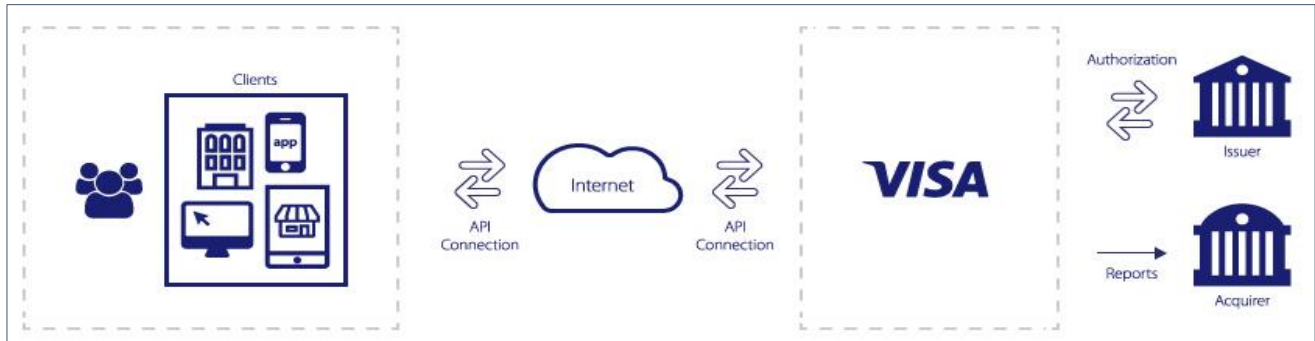 Clients
app
API
Connection
Internet
API
Connection
VISA
Authorization
Issuer
Reports
Acquirer